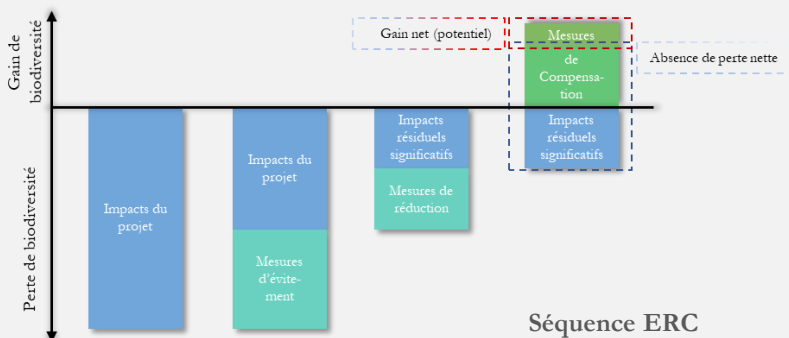 Gain de
biodiversité
Perte de biodiversité
Impacts du
projet
Impacts du
projet
Mesures
d'évite-
ment
Impacts
résiduels
significatifs
Mesures de
réduction
Gain net (potentiel)
Mesures
de
Compensa-
tion
Impacts
résiduels
significatifs
Absence de perte nette
Séquence ERC